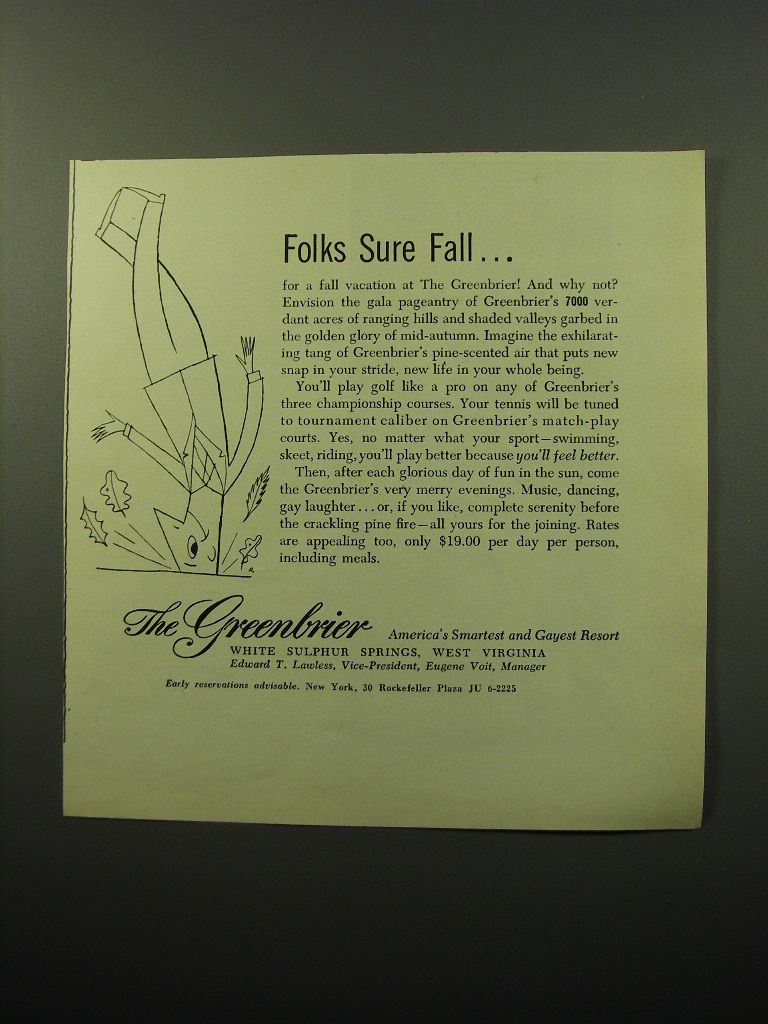 Folks Sure Fall...
for a fall vacation at The Greenbrier! And why not?
Envision the gala pageantry of Greenbrier's 7000 ver-
dant acres of ranging hills and shaded valleys garbed in
the golden glory of mid-autumn. Imagine the exhilarat-
ing tang of Greenbrier's pine-scented air that puts new
snap in your stride, new life in your whole being.
You'll play golf like a pro on any of Greenbrier's
three championship courses. Your tennis will be tuned
to tournament caliber on Greenbrier's match-play
courts. Yes, no matter what your sport—swimming,
skeet, riding, you'll play better because you'll feel better.
Then, after each glorious day of fun in the sun, come
the Greenbrier's very merry evenings. Music, dancing,
gay laughter...or, if you like, complete serenity before
the crackling pine fire—all yours for the joining. Rates
are appealing too, only $19.00 per day per person,
including meals.
The Greenbrier America's Smartest and Gayest Resort
WHITE SULPHUR SPRINGS, WEST VIRGINIA
Edward T. Lawless, Vice-President, Eugene Voit, Manager
Early reservations advisable. New York, 30 Rockefeller Plaza JU 6-2225